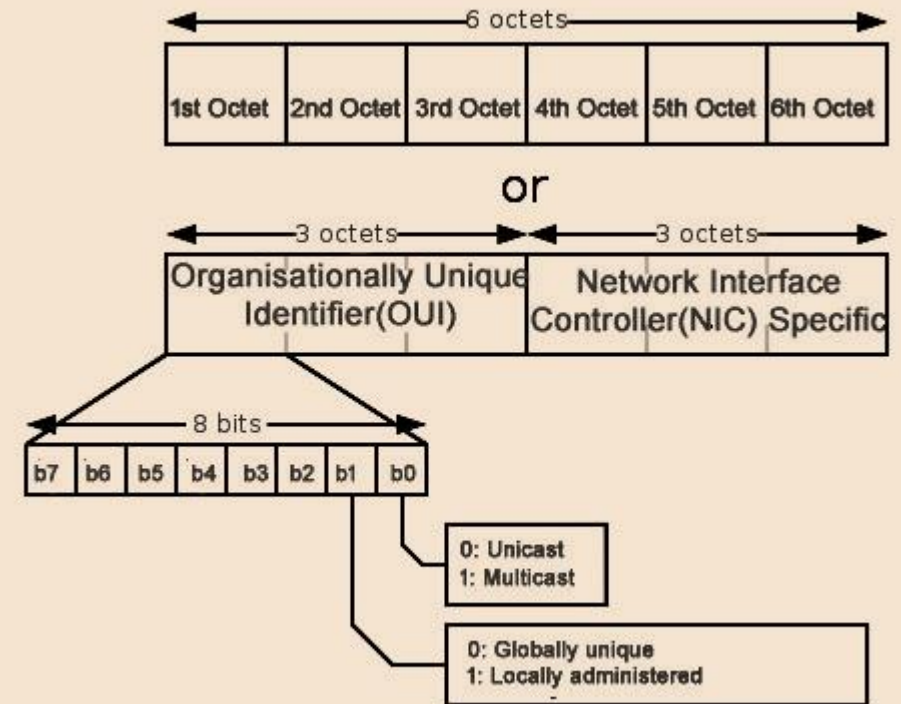 6 octets
1st Octet 2nd Octet 3rd Octet 4th Octet 5th Octet 6th Octet
or
3 octets 3 octets
Organisationally Unique
Identifier(OUI)
Network Interface
Controller(NIC) Specific
8 bits
b7 b6 b5 b4 b3 b2 b1 b0
0: Unicast
1: Multicast
0: Globally unique
1: Locally administered